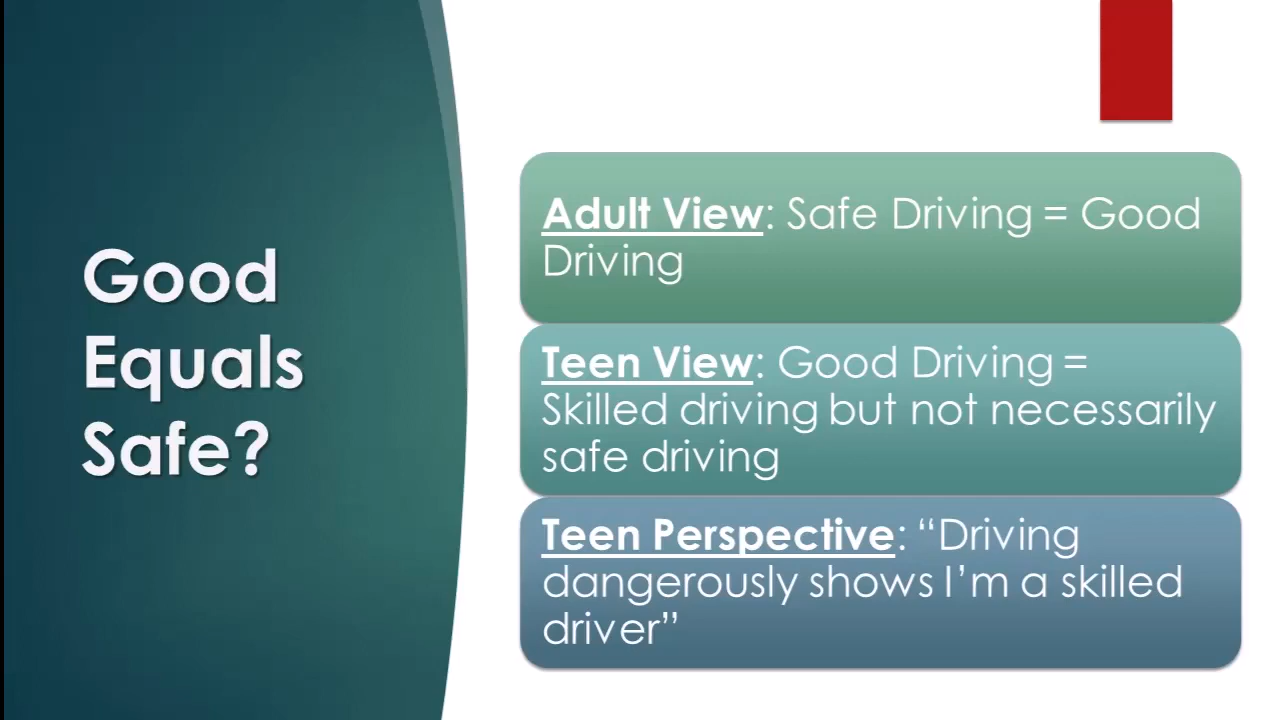 Good
Equals
Safe?
Adult View: Safe Driving = Good
Driving
Teen View: Good Driving =
Skilled driving but not necessarily
safe driving
Teen Perspective: “Driving
dangerously shows I’m a skilled
driver”